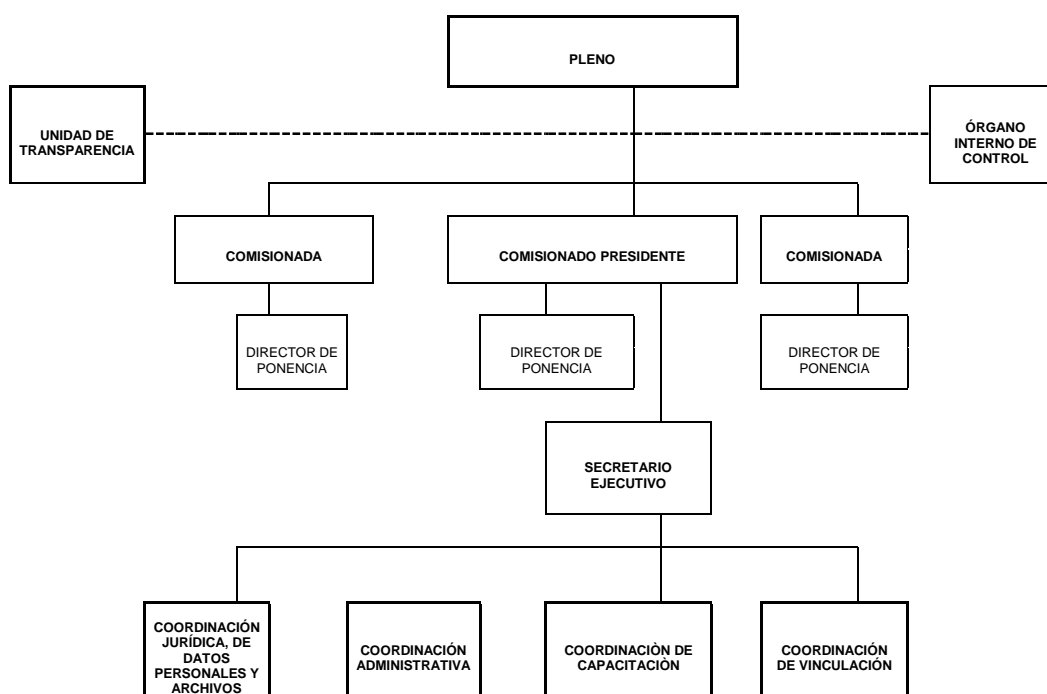 PLENO
UNIDAD DE
TRANSPARENCIA
ÓRGANO
INTERNO DE
CONTROL
COMISIONADA
COMISIONADO PRESIDENTE
COMISIONADA
DIRECTOR DE
PONENCIA
DIRECTOR DE
PONENCIA
DIRECTOR DE
PONENCIA
SECRETARIO
EJECUTIVO
COORDINACIÓN
JURÍDICA, DE
DATOS
PERSONALES Y
ARCHIVOS
COORDINACIÓN
ADMINISTRATIVA
COORDINACIÒN DE
CAPACITACIÒN
COORDINACIÓN
DE VINCULACIÓN